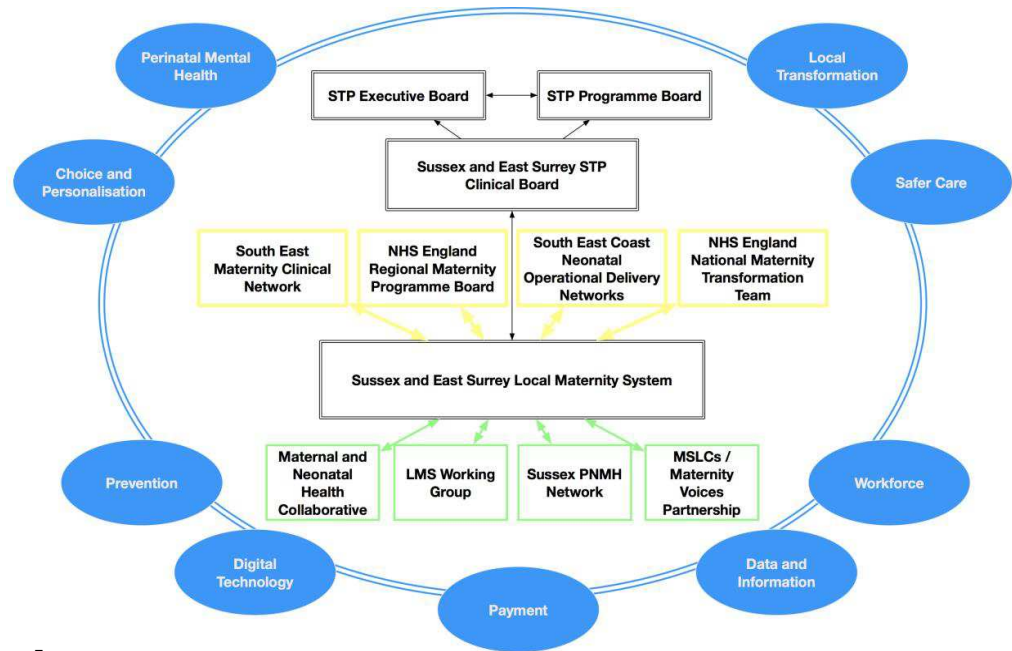 Perinatal Mental
Health
Local
Transformation
STP Executive Board
STP Programme Board
Sussex and East Surrey STP
Clinical Board
Choice and
Personalisation
Safer Care
South East
Maternity Clinical
Network
NHS England
Regional Maternity
Programme Board
South East Coast
Neonatal
Operational Delivery
Networks
NHS England
National Maternity
Transformation
Team
Sussex and East Surrey Local Maternity System
Maternal and
Neonatal
Health
Collaborative
LMS Working
Group
Sussex PNMH
Network
MSLCs /
Maternity
Voices
Partnership
Prevention
Workforce
Digital
Technology
Data and
Information
Payment